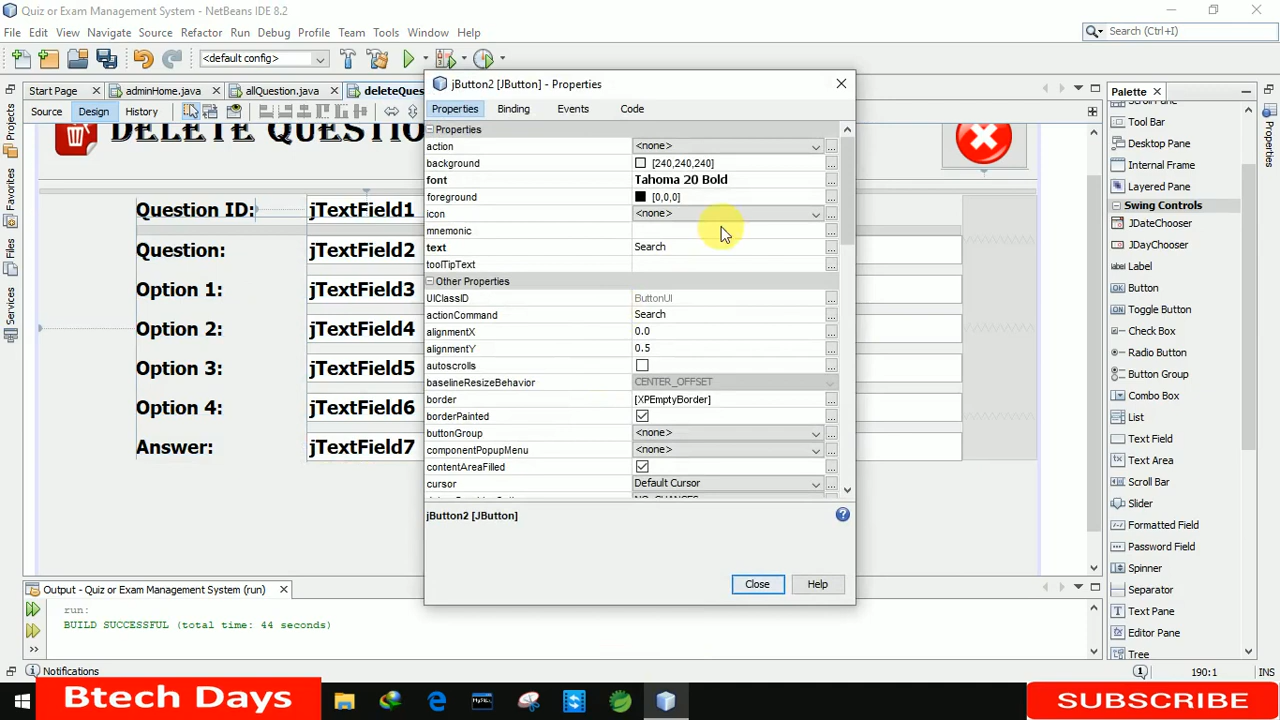 Quiz or Exam Management System - NetBeans IDE 8.2
File Edit View Navigate Source Refactor Run Debug Profile Team Tools Window Help
Search (Ctrl+I)
<default config>
Start Page adminHome.java allQuestion.java deleteQues
jButton2 [JButton] - Properties
Palette
Source Design History
Properties Binding Events Code
DELETE QUESTION
Question ID: jTextField1
Question: jTextField2
Option 1: jTextField3
Option 2: jTextField4
Option 3: jTextField5
Option 4: jTextField6
Answer: jTextField7
Properties
action <none>
background [240,240,240]
font Tahoma 20 Bold
foreground [0,0,0]
icon <none>
mnemonic
text Search
toolTipText
Other Properties
UIClassID ButtonUI
actionCommand Search
alignmentX 0.0
alignmentY 0.5
autoscrolls
baselineResizeBehavior CENTER_OFFSET
border [XPEmptyBorder]
borderPainted
buttonGroup <none>
componentPopupMenu <none>
contentAreaFilled
cursor Default Cursor
NO_CHANGES
jButton2 [JButton]
Close Help
Tool Bar
Desktop Pane
Internal Frame
Layered Pane
Swing Controls
JDateChooser
JDayChooser
Label
Button
Toggle Button
Check Box
Radio Button
Button Group
Combo Box
List
Text Field
Text Area
Scroll Bar
Slider
Formatted Field
Password Field
Spinner
Separator
Text Pane
Editor Pane
Tree
Projects
Favorites
Files
Services
Properties
Output - Quiz or Exam Management System (run)
run:
BUILD SUCCESSFUL (total time: 44 seconds)
Notifications
1
190:1
INS
Btech Days
SUBSCRIBE